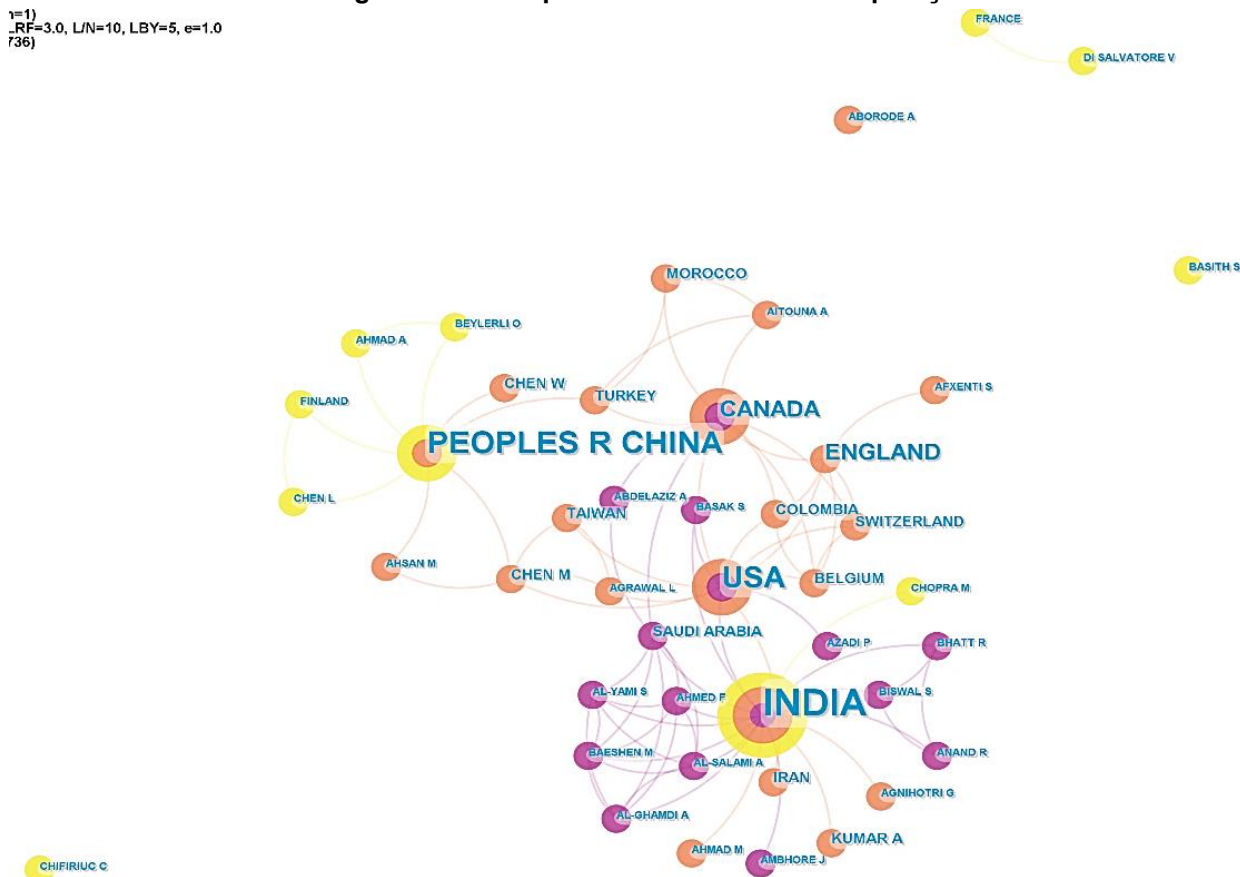 =1)
LRF=3.0, L/N=10, LBY=5, e=1.0
736)
FRANCE
DI SALVATORE V
ABORODE A
BASITH S
MOROCCO
AITOUNA A
BEYLERLI O
AHMAD A
CHEN W
TURKEY
AFXENTI S
FINLAND
CANADA
PEOPLES R CHINA
ENGLAND
CHEN L
ABDELAZIZ A
BASAK S
TAIWAN
COLOMBIA
SWITZERLAND
AHSAN M
CHEN M
AGRAWAL L
USA
BELGIUM
CHOPRA M
SAUDI ARABIA
AZADI P
BHATT R
AL-YAMI S
AHMED F
INDIA
BISWAL S
BAESHEN M
AL-SALAMI A
ANAND R
IRAN
AGNIHOTRI G
AL-GHAMDI A
KUMAR A
AHMAD M
AMBHORE J
CHIFIRIUC C